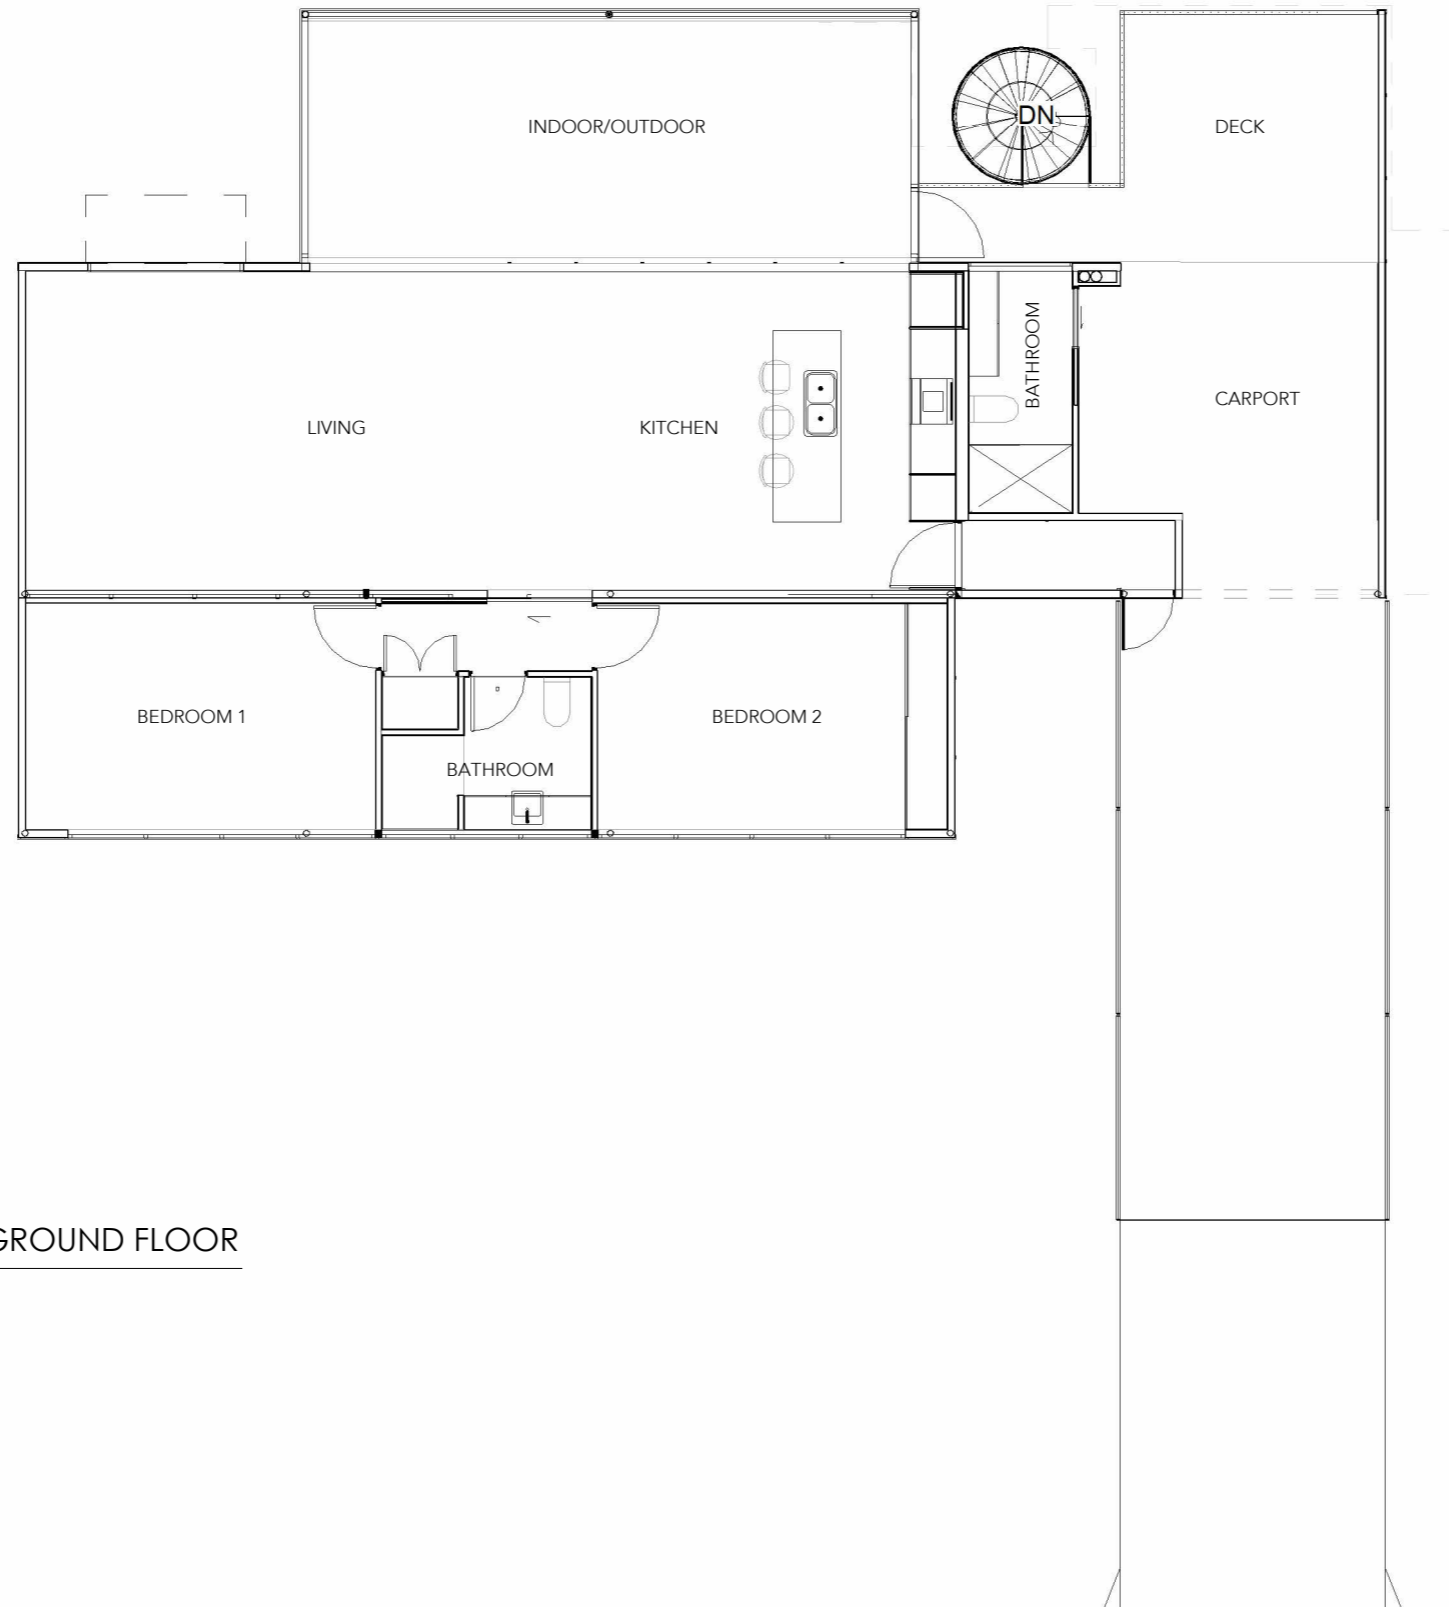 INDOOR/OUTDOOR
DN
DECK
BATHROOM
CARPORT
LIVING
KITCHEN
BEDROOM 1
BEDROOM 2
BATHROOM
GROUND FLOOR